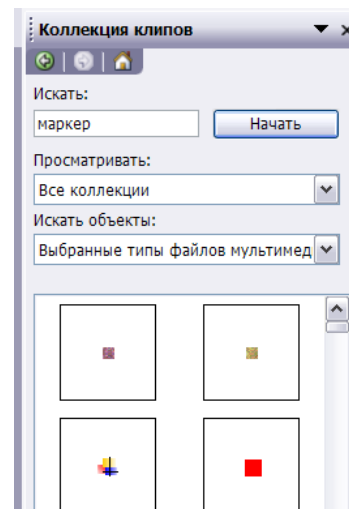 Коллекция клипов
Искать:
маркер Начать
Просматривать:
Все коллекции
Искать объекты:
Выбранные типы файлов мультимед